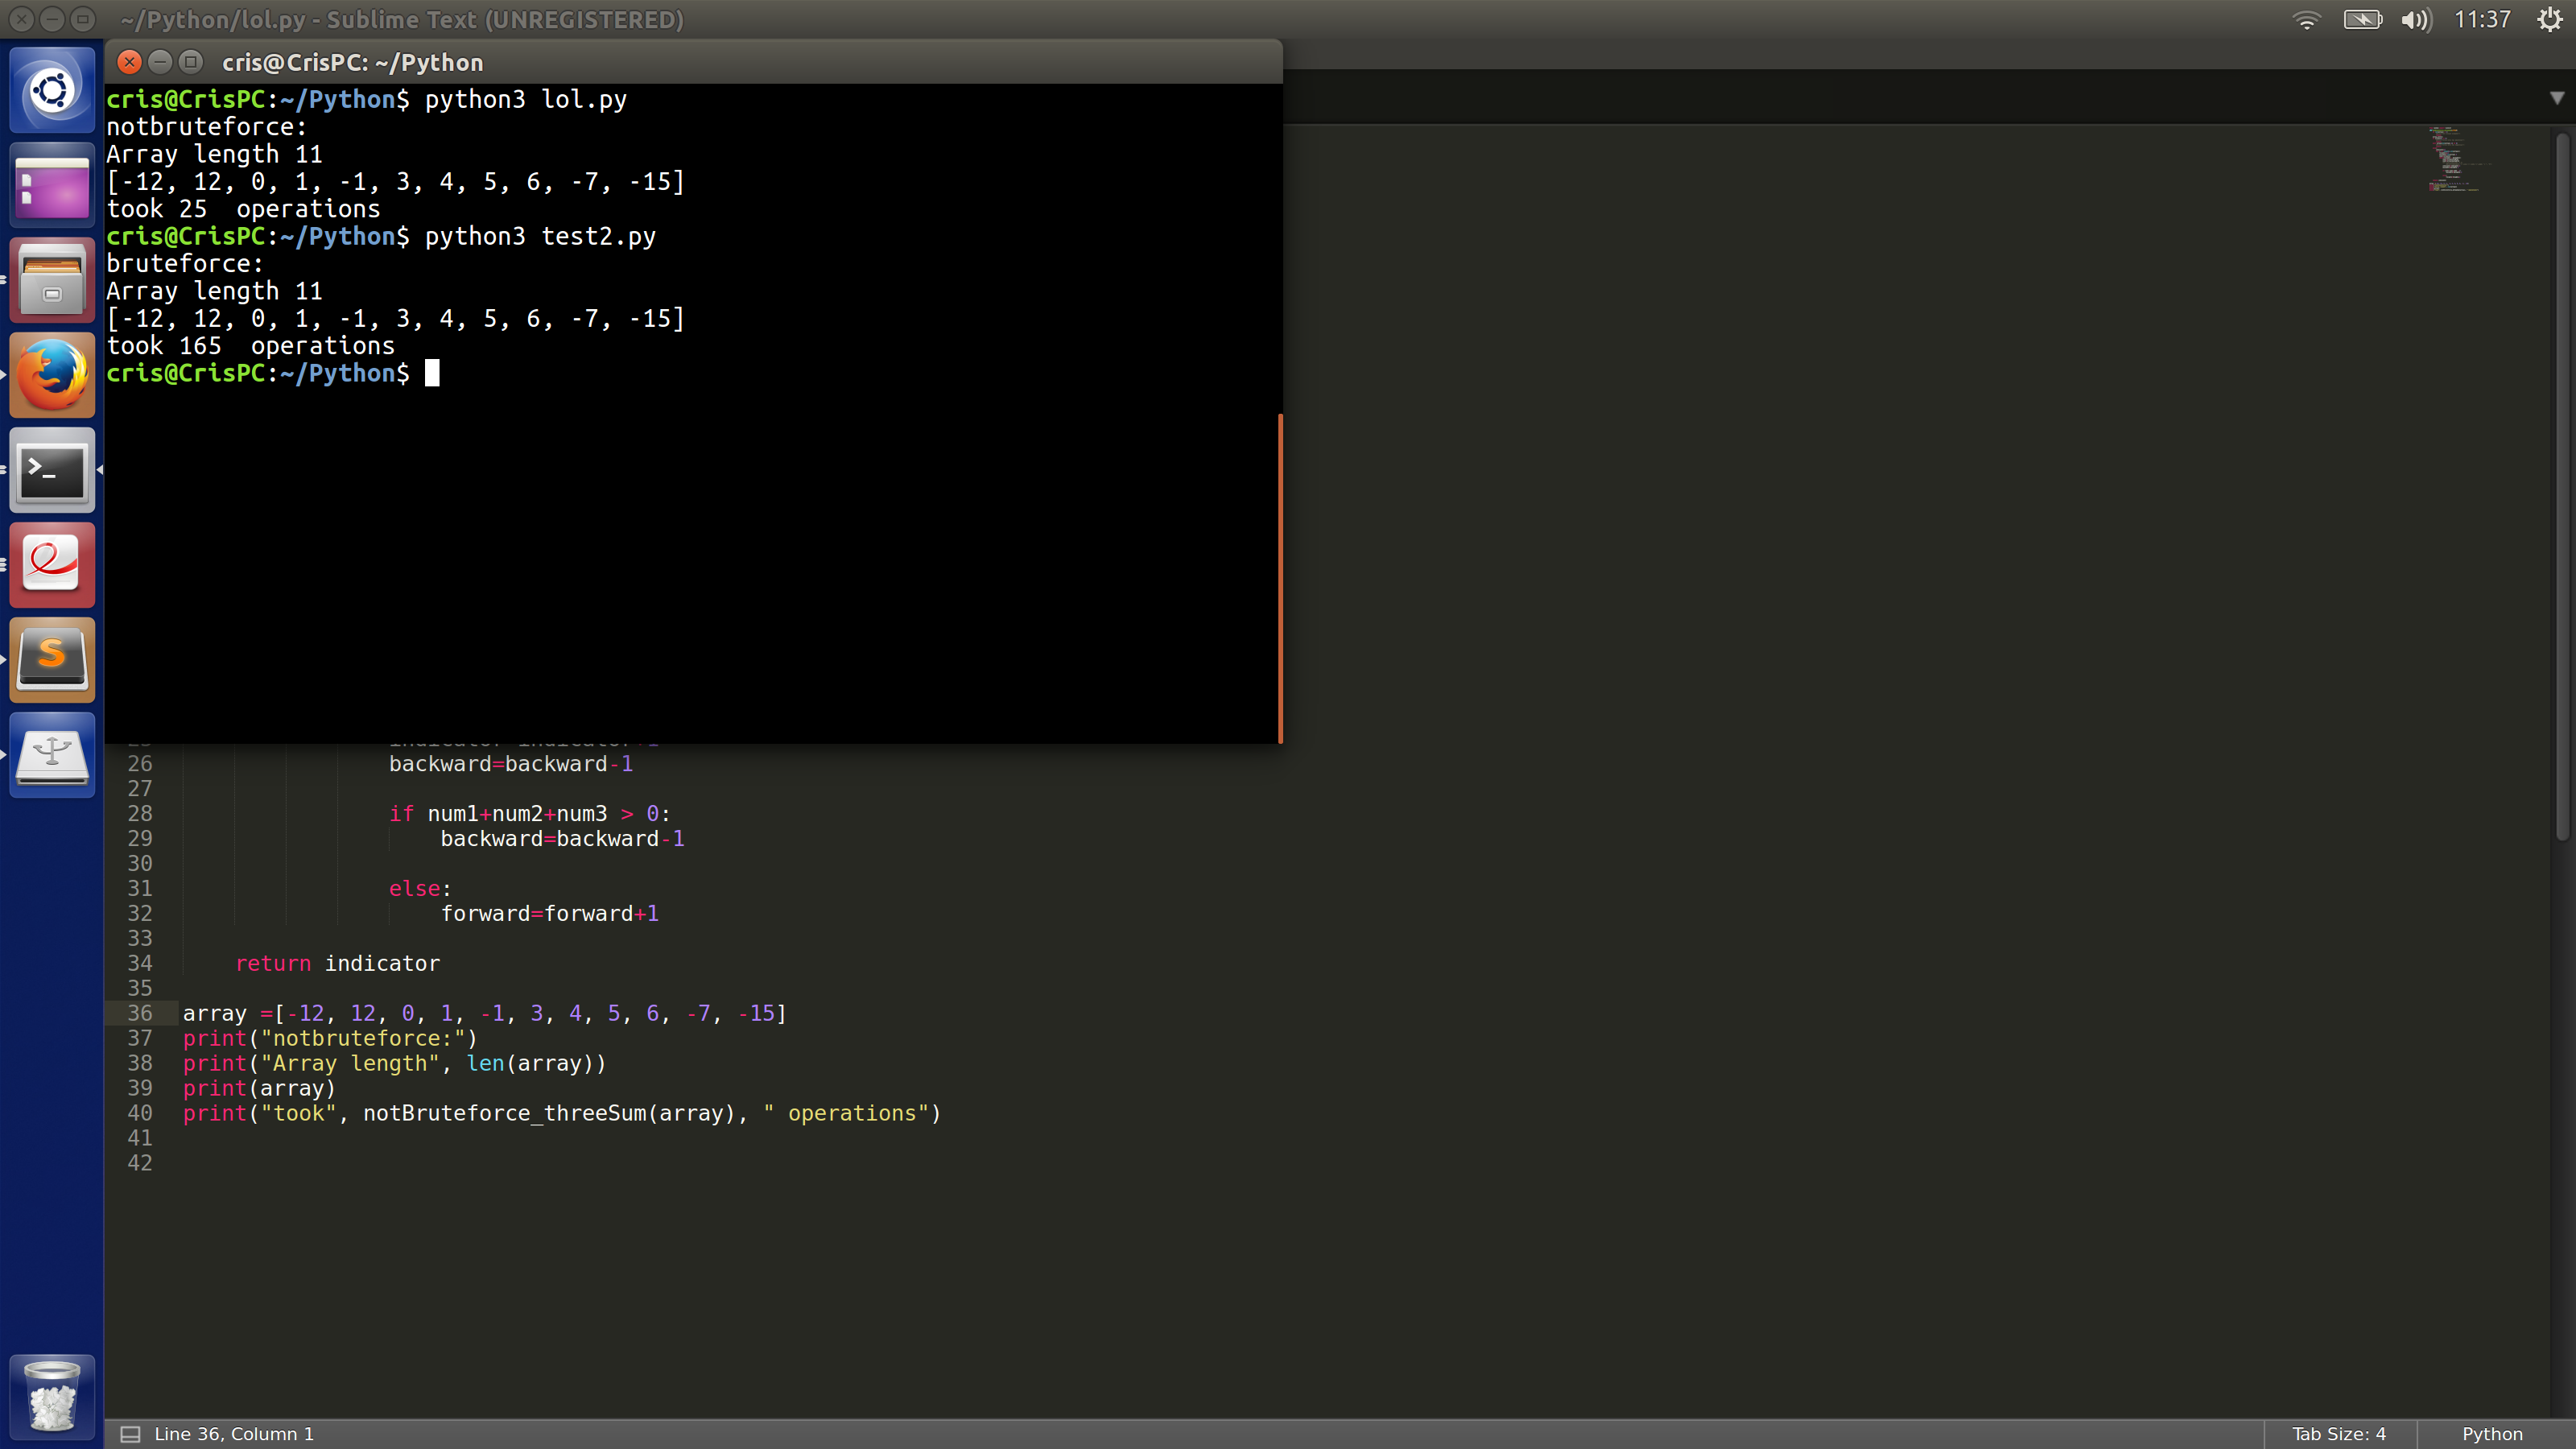 ~/Python/lol.py - Sublime Text (UNREGISTERED)
11:37
cris@CrisPC: ~/Python
cris@CrisPC:~/Python$ python3 lol.py
notbruteforce:
Array length 11
[-12, 12, 0, 1, -1, 3, 4, 5, 6, -7, -15]
took 25  operations
cris@CrisPC:~/Python$ python3 test2.py
bruteforce:
Array length 11
[-12, 12, 0, 1, -1, 3, 4, 5, 6, -7, -15]
took 165  operations
cris@CrisPC:~/Python$
26 backward=backward-1
27
28 if num1+num2+num3 > 0:
29 backward=backward-1
30
31 else:
32 forward=forward+1
33
34 return indicator
35
36 array =[-12, 12, 0, 1, -1, 3, 4, 5, 6, -7, -15]
37 print("notbruteforce:")
38 print("Array length", len(array))
39 print(array)
40 print("took", notBruteforce_threeSum(array), " operations")
41
42
Line 36, Column 1
Tab Size: 4
Python